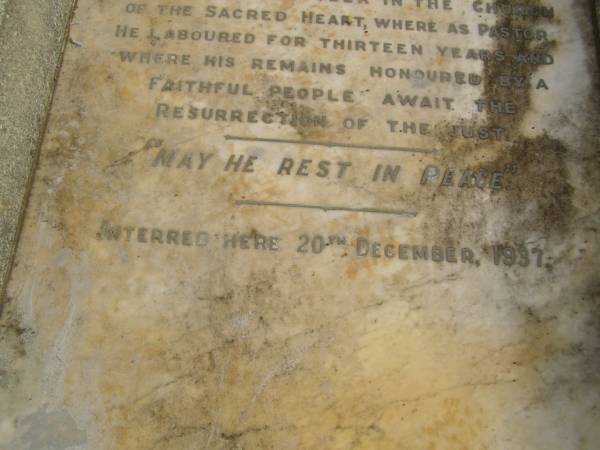 IN THE CHURCH
OF THE SACRED HEART, WHERE AS PASTOR
HE LABOURED FOR THIRTEEN YEARS AND
WHERE HIS REMAINS HONOURED BY A
FAITHFUL PEOPLE AWAIT THE
RESURRECTION OF THE JUST.
"MAY HE REST IN PEACE"
INTERRED HERE 20TH DECEMBER, 1937.